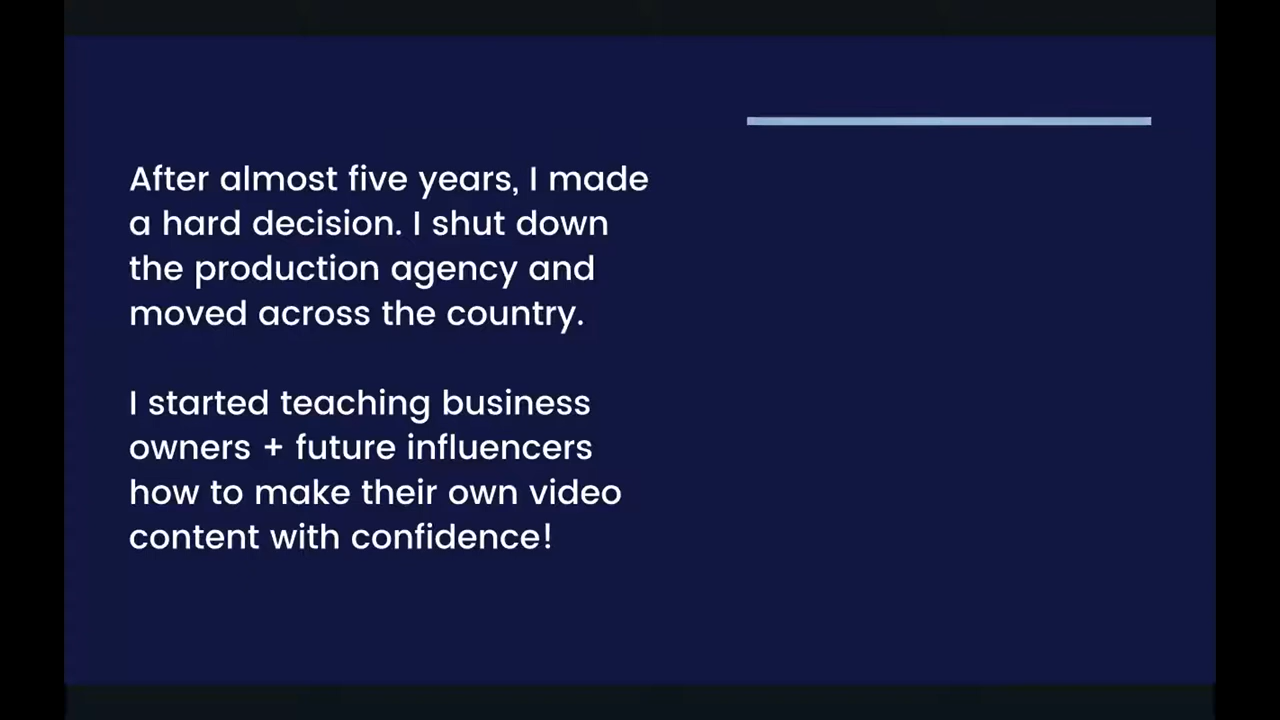 After almost five years, I made
a hard decision. I shut down
the production agency and
moved across the country.
I started teaching business
owners + future influencers
how to make their own video
content with confidence!